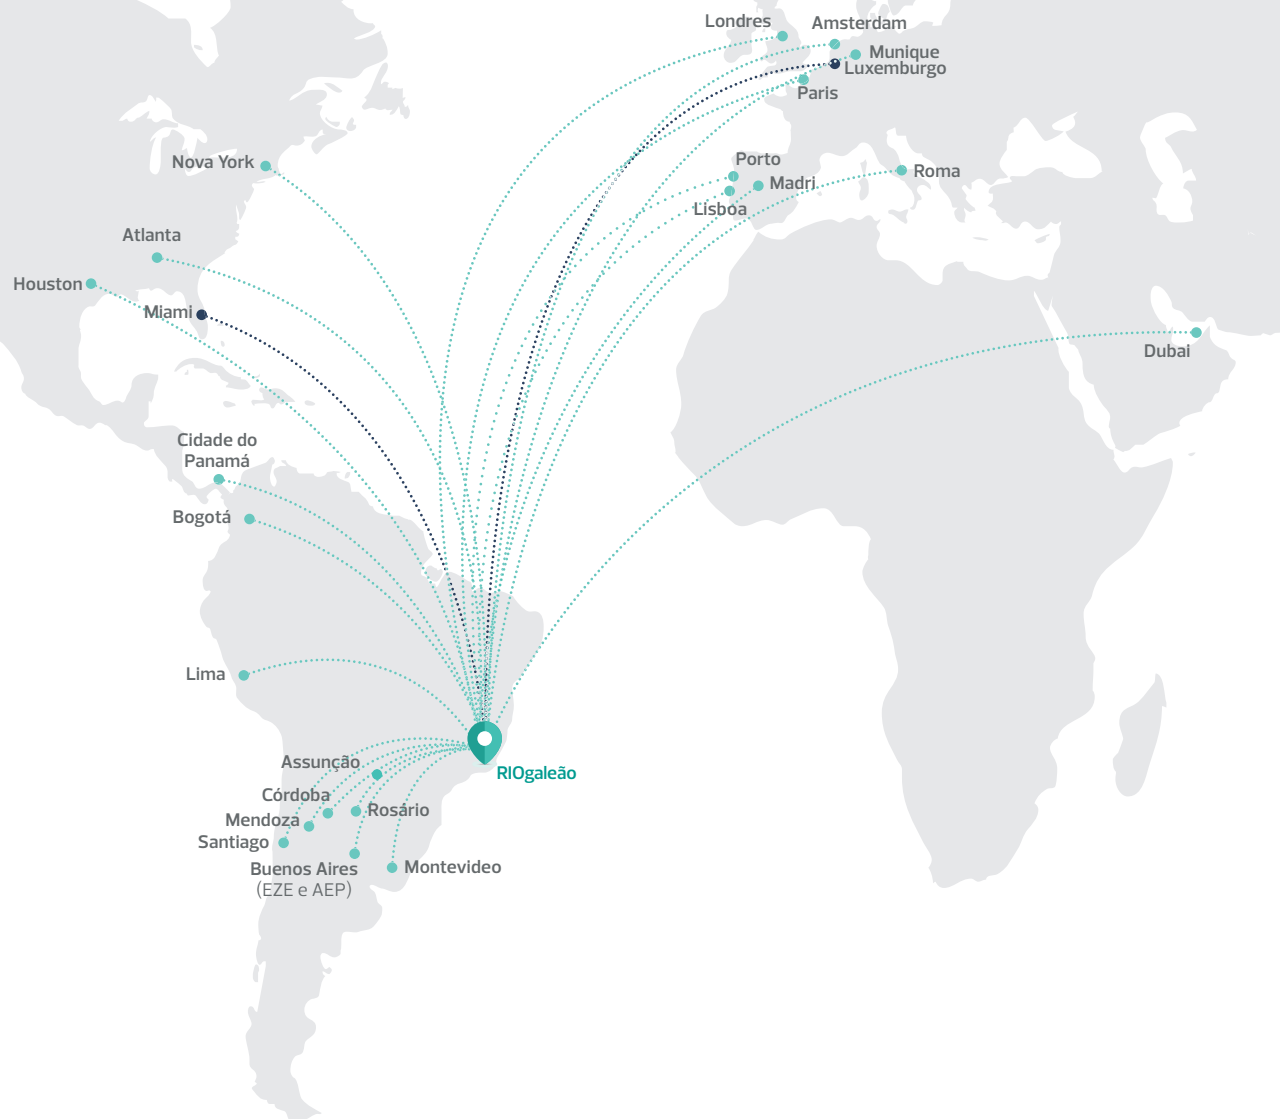 Londres
Amsterdam
Munique
Luxemburgo
Paris
Nova York
Porto
Madri
Roma
Lisboa
Atlanta
Houston
Miami
Dubai
Cidade do
Panamá
Bogotá
Lima
Assunção
RIOgaleão
Córdoba
Rosário
Mendoza
Santiago
Buenos Aires
(EZE e AEP)
Montevideo